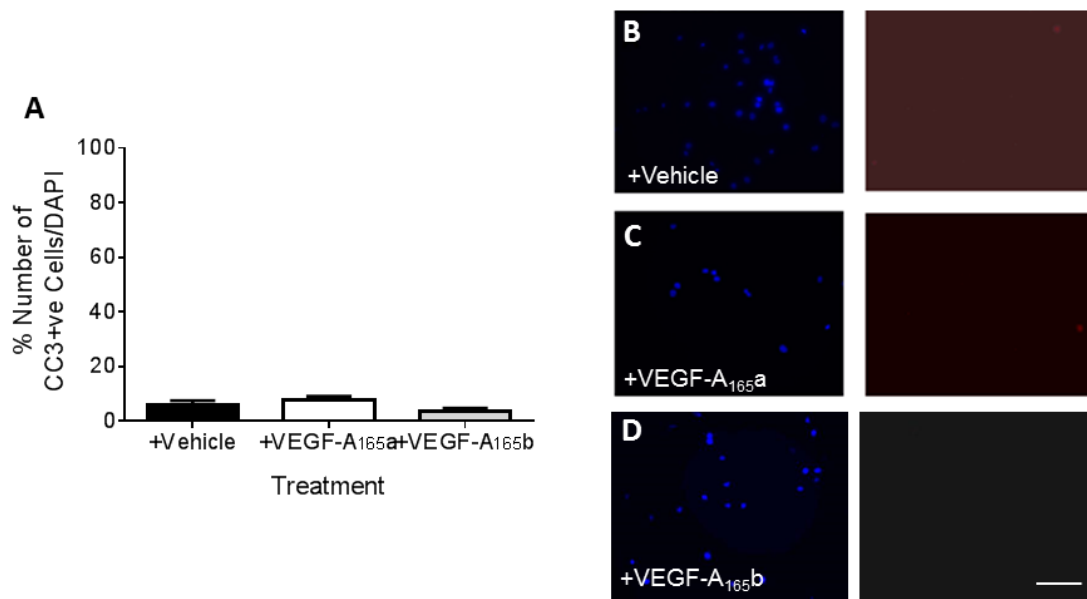 A
% Number of
CC3+ve Cells/DAPI
100
80
60
40
20
0
+Vehicle
+VEGF-A165a
+VEGF-A165b
Treatment
B
+Vehicle
C
+VEGF-A165a
D
+VEGF-A165b